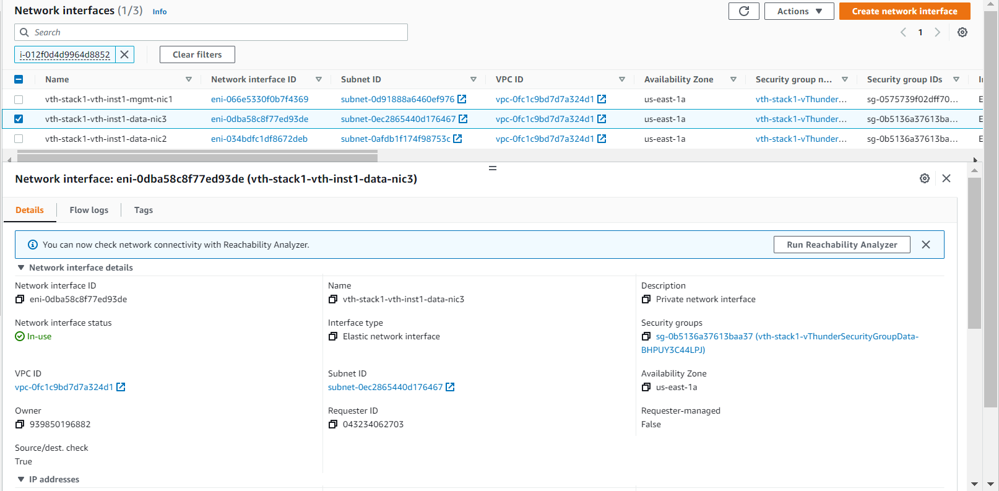 Network interfaces (1/3) Info
Actions
Create network interface
Search
1
i-012f0d4d9964d8852
Clear filters
Name Network interface ID Subnet ID VPC ID Availability Zone Security group n... Security group IDs
vth-stack1-vth-inst1-mgmt-nic1 eni-066e5330f0b7f4369 subnet-0d91888a6460ef976 vpc-0fc1c9bd7d7a324d1 us-east-1a vth-stack1-vThunder... sg-0575739f02dff70... E
vth-stack1-vth-inst1-data-nic3 eni-0dba58c8f77ed93de subnet-0ec2865440d176467 vpc-0fc1c9bd7d7a324d1 us-east-1a vth-stack1-vThunder... sg-0b5136a37613ba... E
vth-stack1-vth-inst1-data-nic2 eni-034bdfc1df8672deb subnet-0afdb1f174f98753c vpc-0fc1c9bd7d7a324d1 us-east-1a vth-stack1-vThunder... sg-0b5136a37613ba... E
Network interface: eni-0dba58c8f77ed93de (vth-stack1-vth-inst1-data-nic3)
Details Flow logs Tags
You can now check network connectivity with Reachability Analyzer.
Run Reachability Analyzer
Network interface details
Network interface ID
eni-0dba58c8f77ed93de
Name
vth-stack1-vth-inst1-data-nic3
Description
Private network interface
Network interface status
In-use
Interface type
Elastic network interface
Security groups
sg-0b5136a37613baa37 (vth-stack1-vThunderSecurityGroupData-
BHPUY3C44LPJ)
VPC ID
vpc-0fc1c9bd7d7a324d1
Subnet ID
subnet-0ec2865440d176467
Availability Zone
us-east-1a
Owner
939850196882
Requester ID
043234062703
Requester-managed
False
Source/dest. check
True
IP addresses